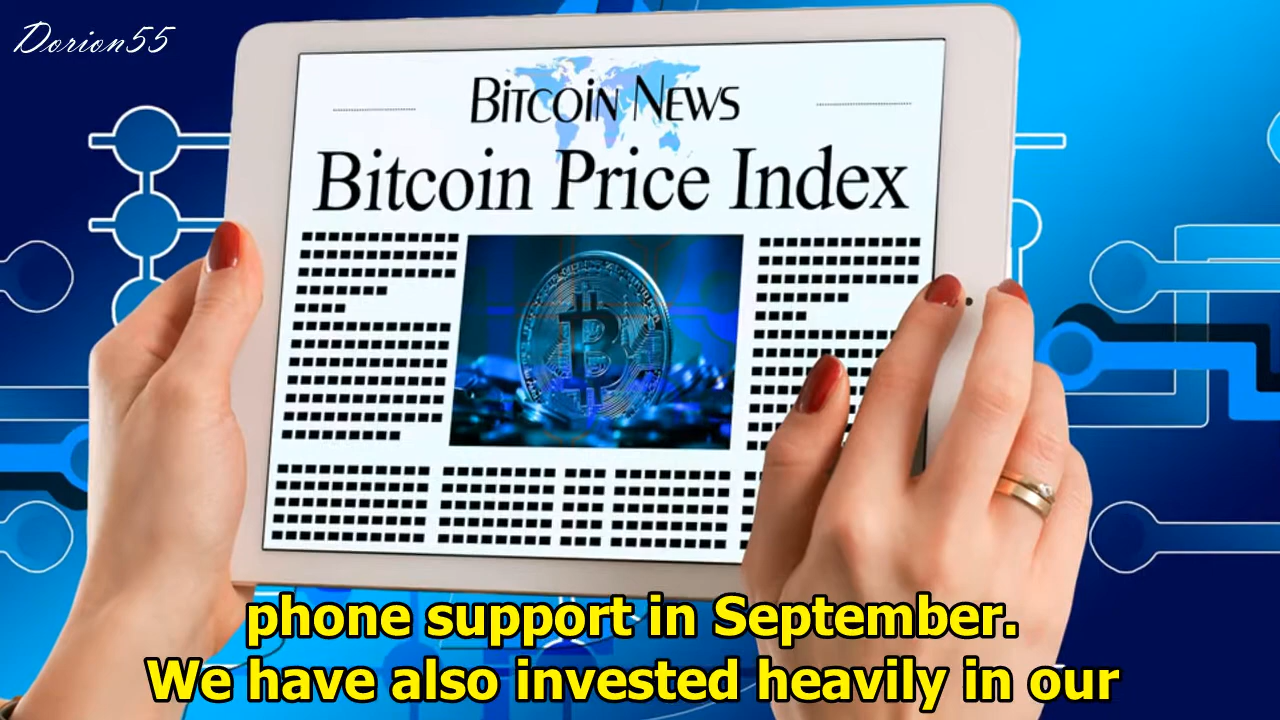 Dorion55
BITCOIN NEWS
Bitcoin Price Index
phone support in September.
We have also invested heavily in our